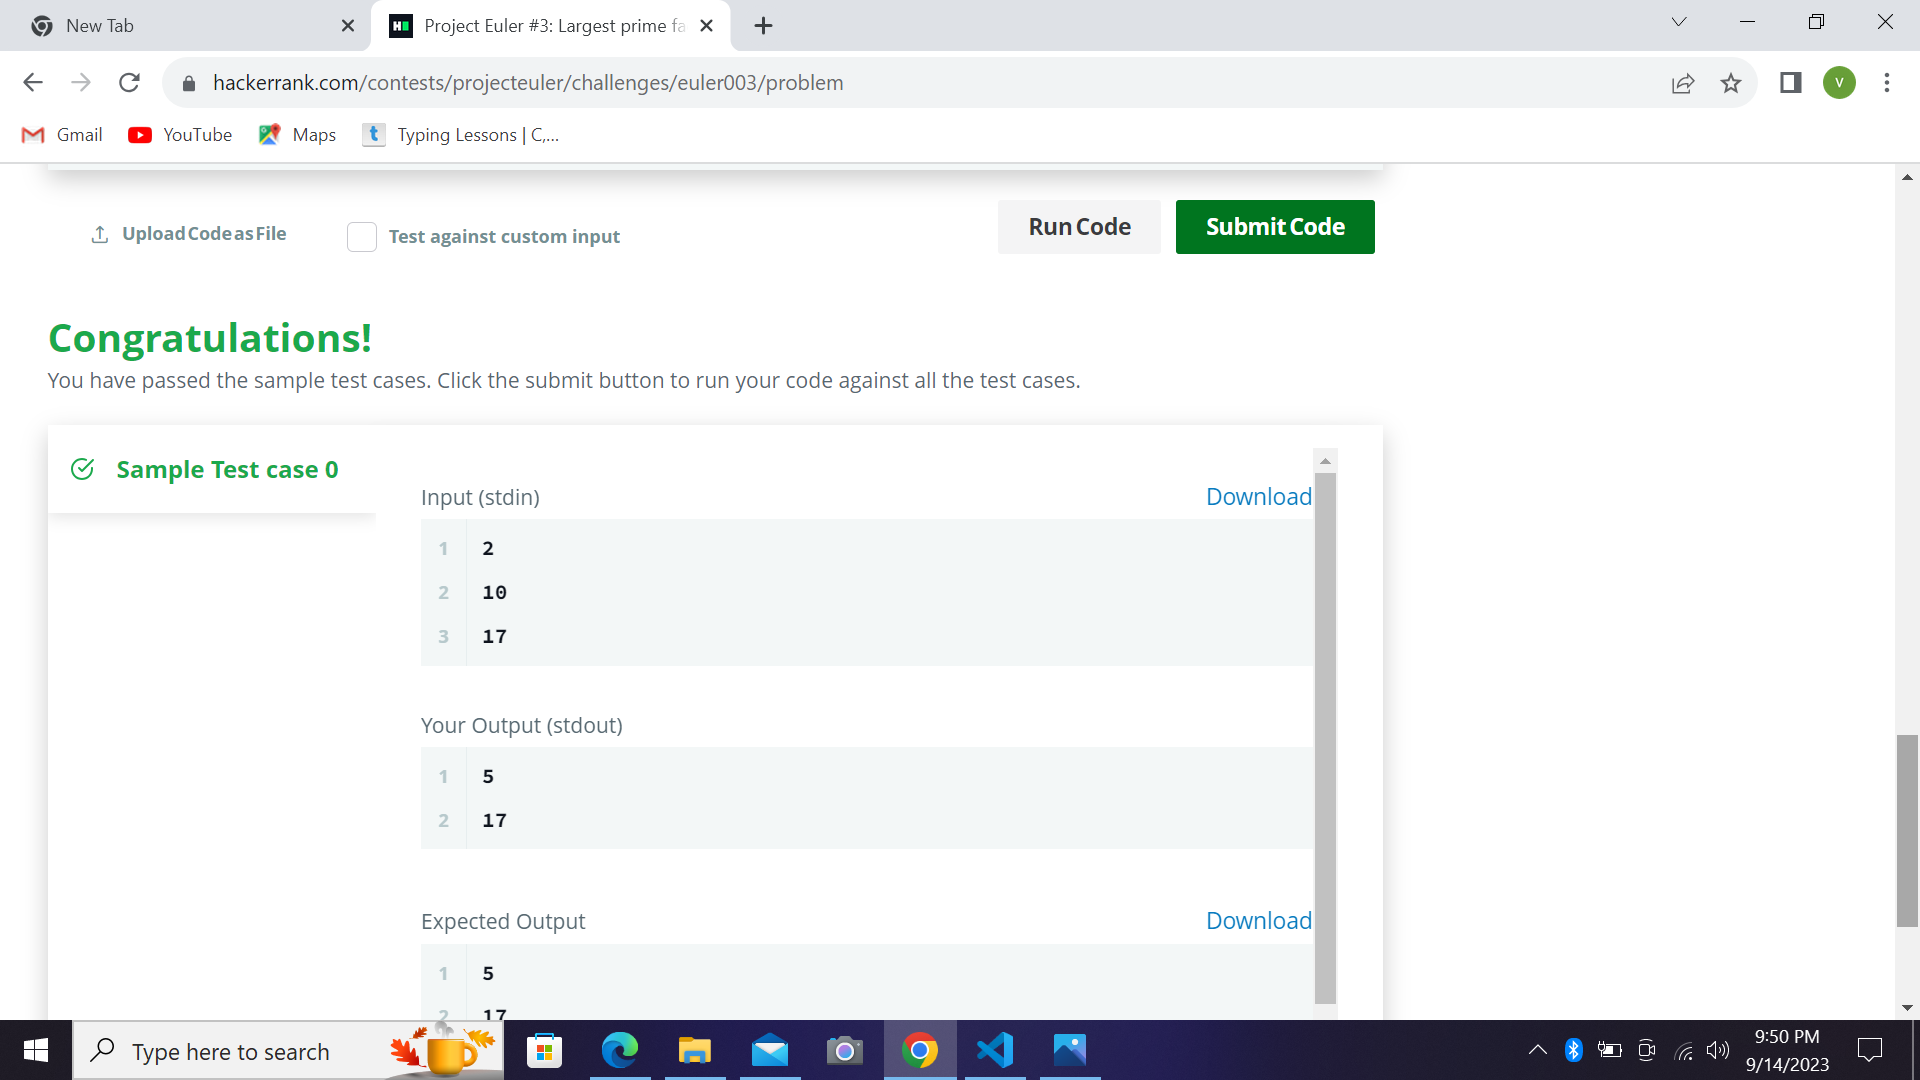 New Tab
Project Euler #3: Largest prime fa
hackerrank.com/contests/projecteuler/challenges/euler003/problem
V
Gmail
YouTube
Maps
t
Typing Lessons | C,...
Upload Code as File
Test against custom input
Run Code
Submit Code
Congratulations!
You have passed the sample test cases. Click the submit button to run your code against all the test cases.
Sample Test case 0
Input (stdin)
Download
1 2
2 10
3 17
Your Output (stdout)
1 5
2 17
Expected Output
Download
1 5
2 17
Type here to search
9:50 PM
9/14/2023